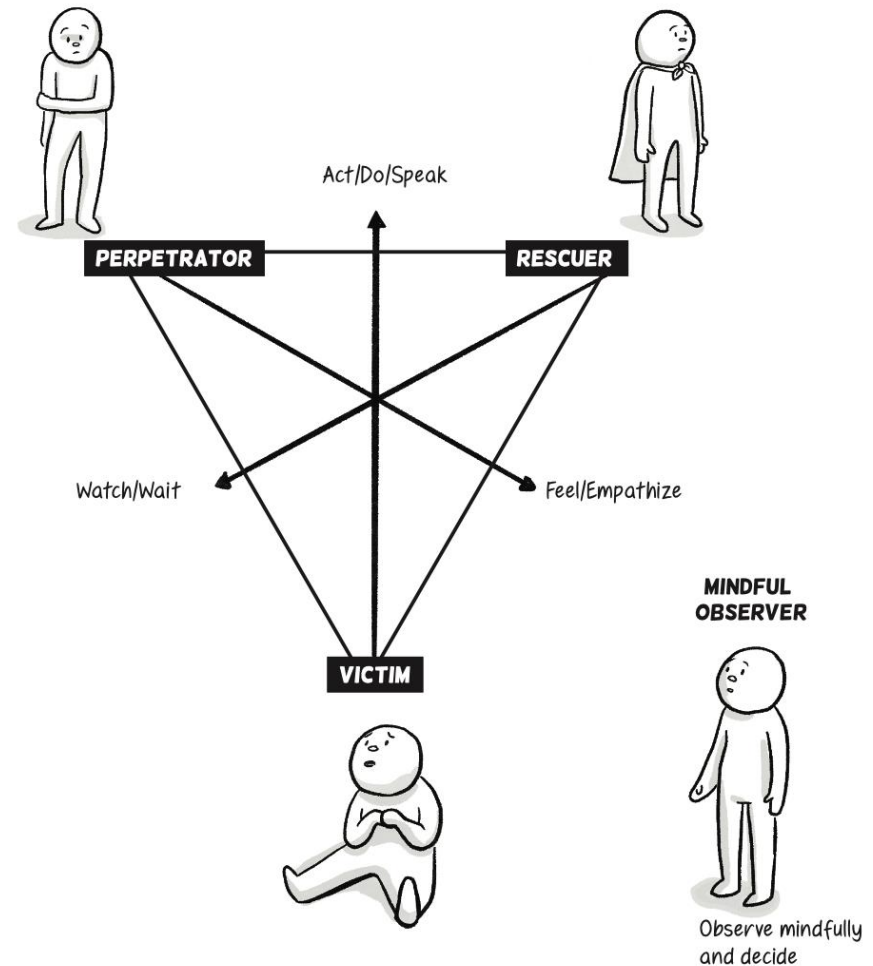 Act/Do/Speak
PERPETRATOR
RESCUER
Watch/Wait
Feel/Empathize
MINDFUL
OBSERVER
VICTIM
Observe mindfully
and decide